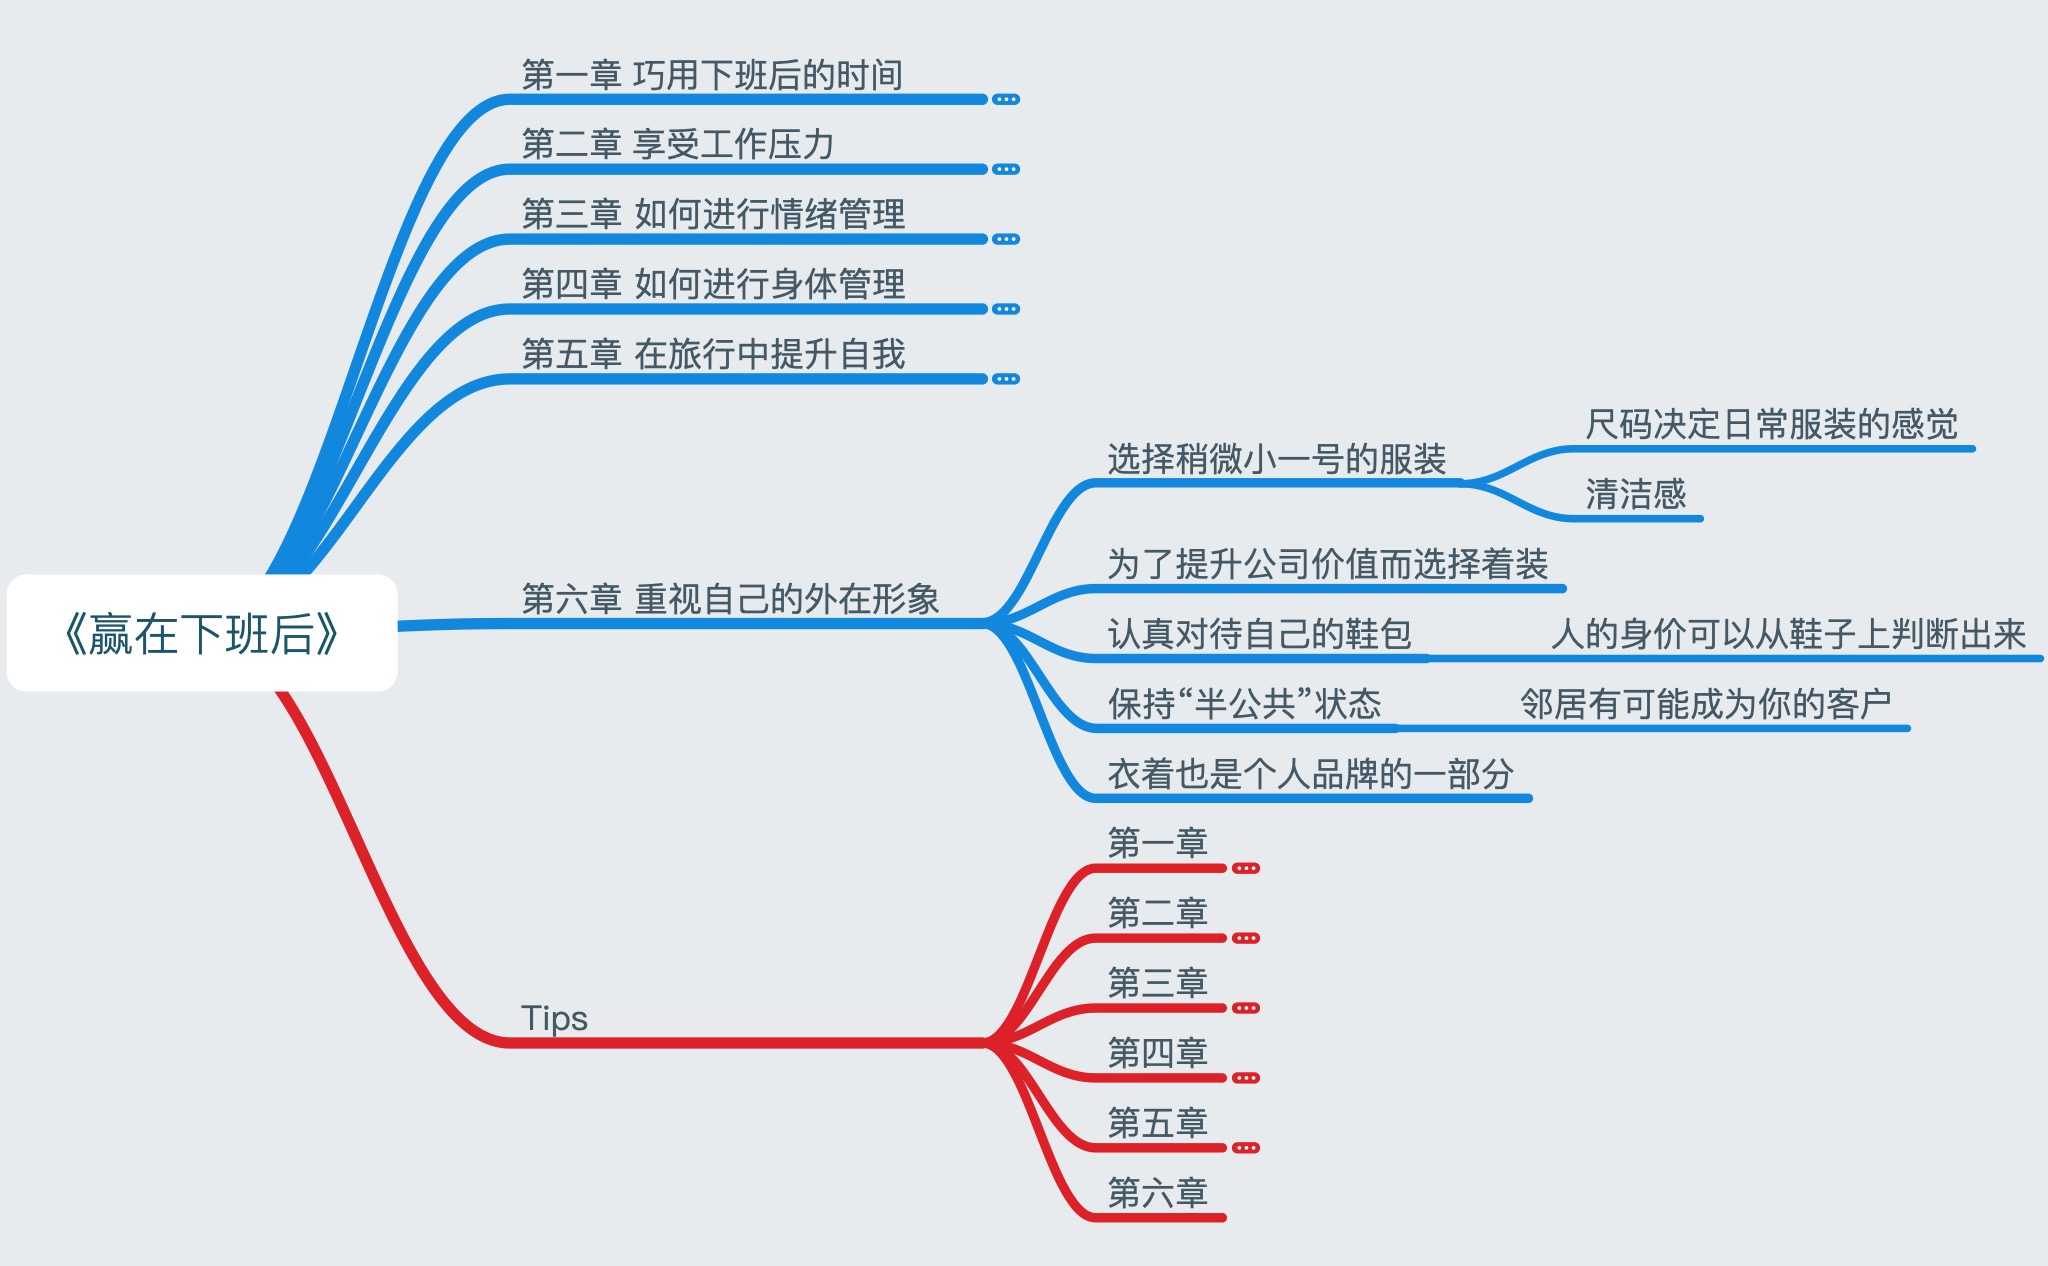 第一章 巧用下班后的时间
第二章 享受工作压力
第三章 如何进行情绪管理
第四章 如何进行身体管理
第五章 在旅行中提升自我
尺码决定日常服装的感觉
选择稍微小一号的服装
清洁感
为了提升公司价值而选择着装
第六章 重视自己的外在形象
《赢在下班后》
认真对待自己的鞋包
人的身价可以从鞋子上判断出来
保持“半公共”状态
邻居有可能成为你的客户
衣着也是个人品牌的一部分
第一章
第二章
第三章
Tips
第四章
第五章
第六章